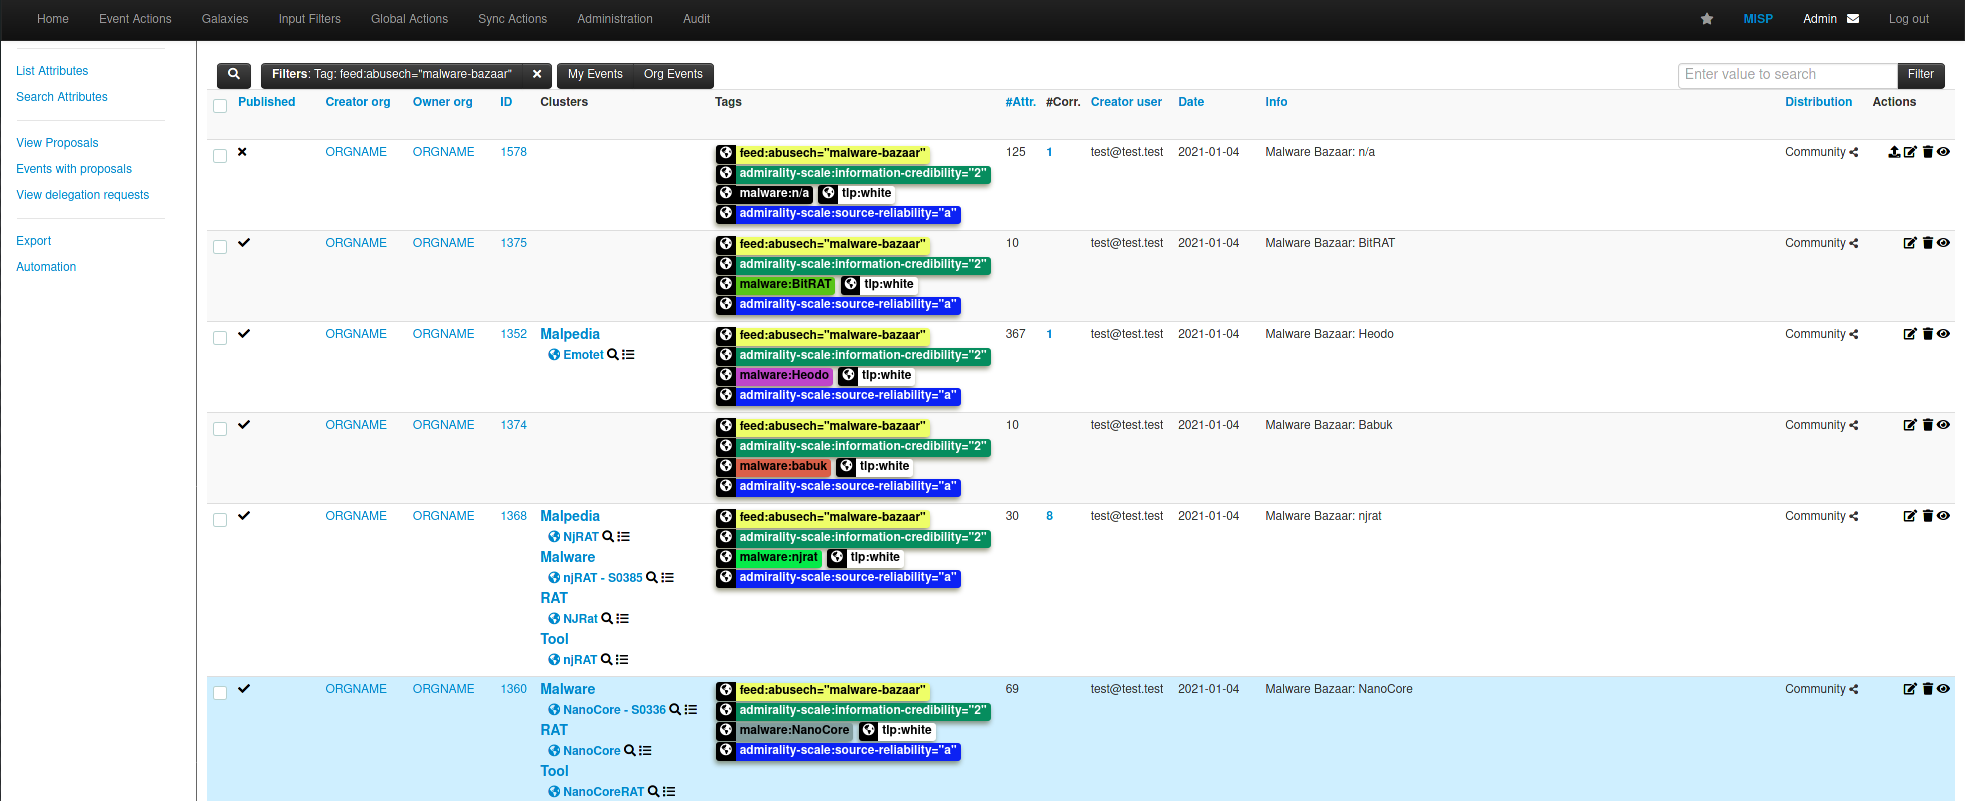 Home Event Actions Galaxies Input Filters Global Actions Sync Actions Administration Audit MISP Admin Log out
List Attributes
Search Attributes
View Proposals
Events with proposals
View delegation requests
Export
Automation
Filters: Tag: feed:abusech="malware-bazaar" My Events Org Events Enter value to search Filter
Published Creator org Owner org ID Clusters Tags #Attr. #Corr. Creator user Date Info Distribution Actions
ORGNAME ORGNAME 1578 feed:abusech="malware-bazaar" 125 1 test@test.test 2021-01-04 Malware Bazaar: n/a Community
admirality-scale:information-credibility="2"
malware:n/a tlp:white
admirality-scale:source-reliability="a"
ORGNAME ORGNAME 1375 feed:abusech="malware-bazaar" 10 test@test.test 2021-01-04 Malware Bazaar: BitRAT Community
admirality-scale:information-credibility="2"
malware:BitRAT tlp:white
admirality-scale:source-reliability="a"
ORGNAME ORGNAME 1352 Malpedia feed:abusech="malware-bazaar" 367 1 test@test.test 2021-01-04 Malware Bazaar: Heodo Community
Emotet admirality-scale:information-credibility="2"
malware:Heodo tlp:white
admirality-scale:source-reliability="a"
ORGNAME ORGNAME 1374 feed:abusech="malware-bazaar" 10 test@test.test 2021-01-04 Malware Bazaar: Babuk Community
admirality-scale:information-credibility="2"
malware:babuk tlp:white
admirality-scale:source-reliability="a"
ORGNAME ORGNAME 1368 Malpedia feed:abusech="malware-bazaar" 30 8 test@test.test 2021-01-04 Malware Bazaar: njrat Community
NjRAT admirality-scale:information-credibility="2"
Malware malware:njrat tlp:white
njRAT - S0385 admirality-scale:source-reliability="a"
RAT
NJRat
Tool
njRAT
ORGNAME ORGNAME 1360 Malware feed:abusech="malware-bazaar" 69 test@test.test 2021-01-04 Malware Bazaar: NanoCore Community
NanoCore - S0336 admirality-scale:information-credibility="2"
RAT malware:NanoCore tlp:white
NanoCore admirality-scale:source-reliability="a"
Tool
NanoCoreRAT